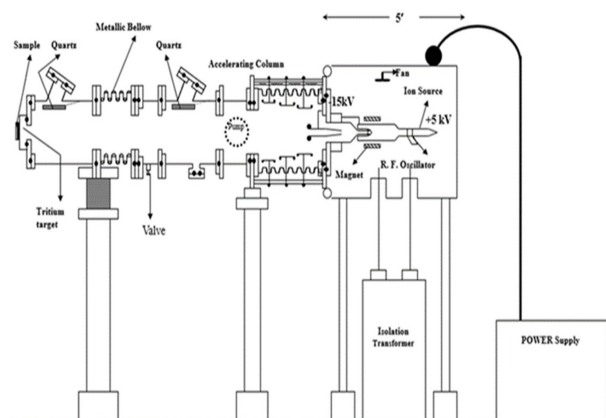 5'
Metallic Bellow
Sample
Quartz
Quartz
Accelerating Column
Fan
Ion Source
-15kV
+5 kV
Pump
R. F. Oscillator
Magnet
Tritium
target
Valve
Isolation
Transformer
POWER Supply